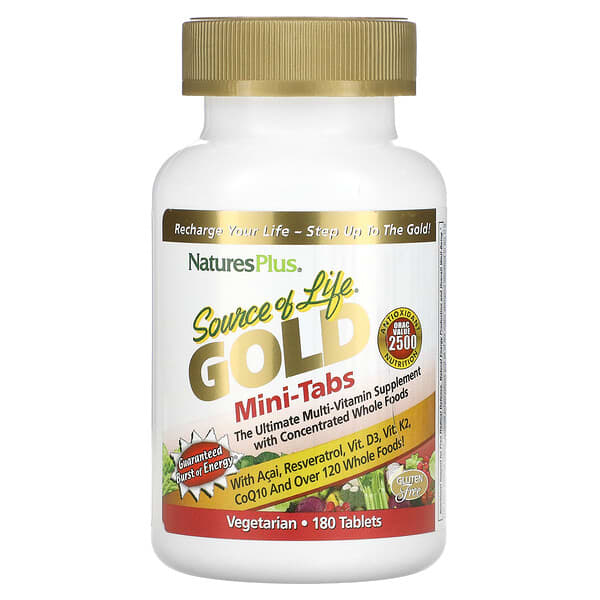 Recharge Your Life – Step Up To The Gold!
NaturesPlus®
Source of Life®
GOLD
Mini-Tabs
ANTIOXIDANT
ORAC
VALUE
2500
NUTRITION
The Ultimate Multi-Vitamin Supplement
with Concentrated Whole Foods
Guaranteed
Burst of Energy
With Açai, Resveratrol, Vit. D3, Vit. K2,
CoQ10 And Over 120 Whole Foods!
GLUTEN
Free
Vegetarian • 180 Tablets